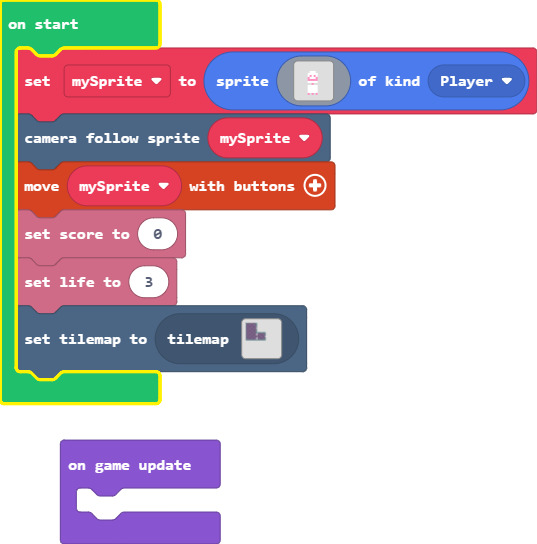 on start
set mySprite to sprite of kind Player
camera follow sprite mySprite
move mySprite with buttons
set score to 0
set life to 3
set tilemap to tilemap
on game update